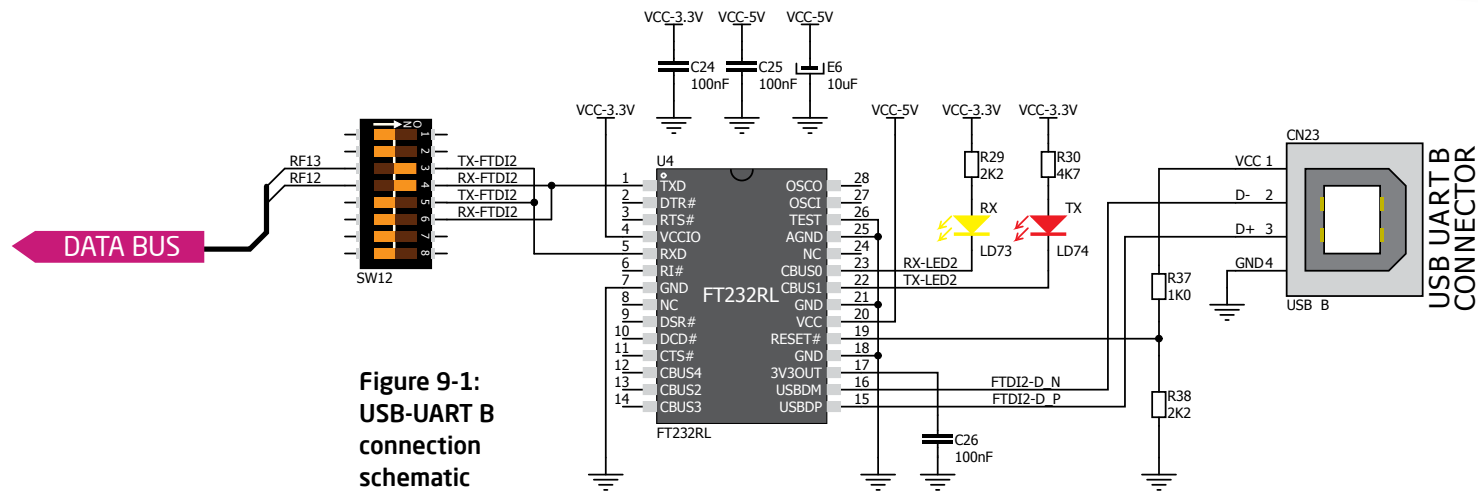 VCC-3.3V VCC-5V VCC-5V
C24 100nF
C25 100nF
E6 10uF
VCC-3.3V
VCC-5V
VCC-3.3V
VCC-3.3V
R29 2K2
R30 4K7
RX
LD73
TX
LD74
DATA BUS
RF13
RF12
ON
1
2
3
4
5
6
7
8
SW12
TX-FTDI2
RX-FTDI2
TX-FTDI2
RX-FTDI2
U4
1 TXD
2 DTR#
3 RTS#
4 VCCIO
5 RXD
6 RI#
7 GND
8 NC
9 DSR#
10 DCD#
11 CTS#
12 CBUS4
13 CBUS2
14 CBUS3
FT232RL
OSCO 28
OSCI 27
TEST 26
AGND 25
NC 24
CBUS0 23
CBUS1 22
GND 21
VCC 20
RESET# 19
GND 18
3V3OUT 17
USBDM 16
USBDP 15
FT232RL
RX-LED2
TX-LED2
FTDI2-D_N
FTDI2-D_P
C26 100nF
R37 1K0
R38 2K2
CN23
VCC 1
D- 2
D+ 3
GND 4
USB B
USB UART B
CONNECTOR
Figure 9-1:
USB-UART B
connection
schematic